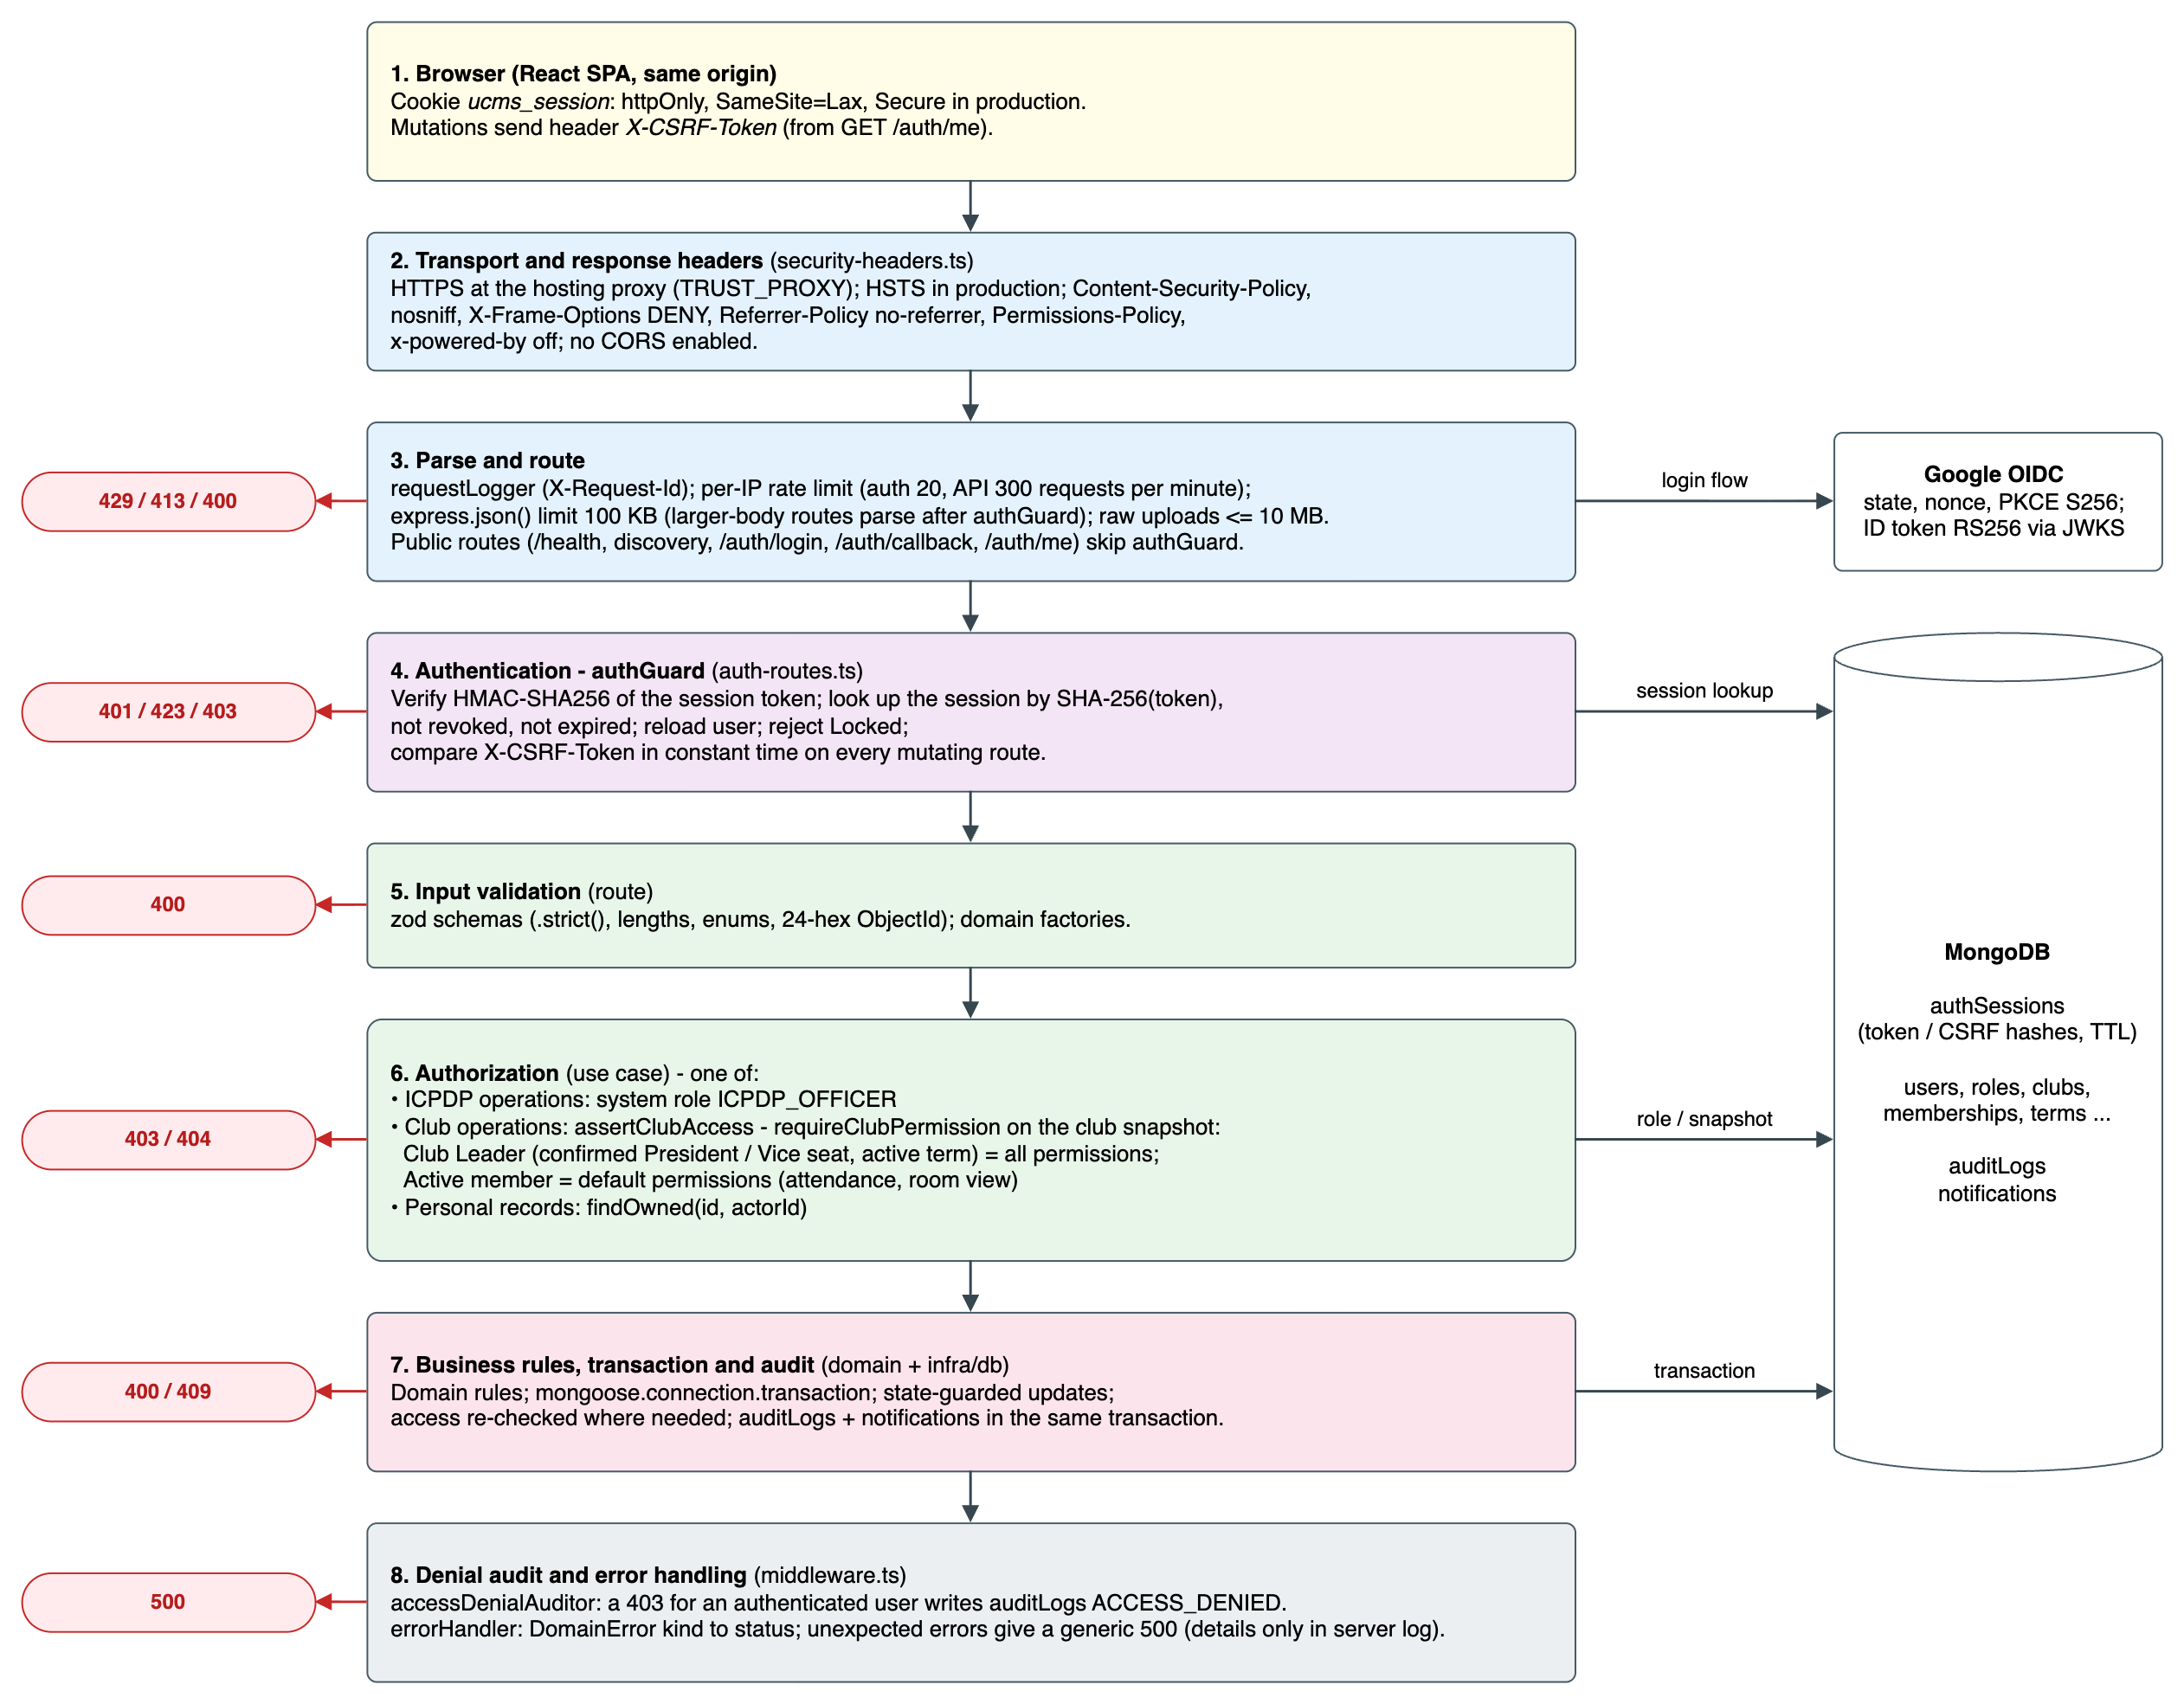 1. Browser (React SPA, same origin)
Cookie ucms_session: httpOnly, SameSite=Lax, Secure in production.
Mutations send header X-CSRF-Token (from GET /auth/me).
2. Transport and response headers (security-headers.ts)
HTTPS at the hosting proxy (TRUST_PROXY); HSTS in production; Content-Security-Policy,
nosniff, X-Frame-Options DENY, Referrer-Policy no-referrer, Permissions-Policy,
x-powered-by off; no CORS enabled.
429 / 413 / 400
3. Parse and route
requestLogger (X-Request-Id); per-IP rate limit (auth 20, API 300 requests per minute);
express.json() limit 100 KB (larger-body routes parse after authGuard); raw uploads <= 10 MB.
Public routes (/health, discovery, /auth/login, /auth/callback, /auth/me) skip authGuard.
login flow
Google OIDC
state, nonce, PKCE S256;
ID token RS256 via JWKS
401 / 423 / 403
4. Authentication - authGuard (auth-routes.ts)
Verify HMAC-SHA256 of the session token; look up the session by SHA-256(token),
not revoked, not expired; reload user; reject Locked;
compare X-CSRF-Token in constant time on every mutating route.
session lookup
400
5. Input validation (route)
zod schemas (.strict(), lengths, enums, 24-hex ObjectId); domain factories.
MongoDB
authSessions
(token / CSRF hashes, TTL)
users, roles, clubs,
memberships, terms ...
auditLogs
notifications
403 / 404
6. Authorization (use case) - one of:
• ICPDP operations: system role ICPDP_OFFICER
• Club operations: assertClubAccess - requireClubPermission on the club snapshot:
Club Leader (confirmed President / Vice seat, active term) = all permissions;
Active member = default permissions (attendance, room view)
• Personal records: findOwned(id, actorId)
role / snapshot
400 / 409
7. Business rules, transaction and audit (domain + infra/db)
Domain rules; mongoose.connection.transaction; state-guarded updates;
access re-checked where needed; auditLogs + notifications in the same transaction.
transaction
500
8. Denial audit and error handling (middleware.ts)
accessDenialAuditor: a 403 for an authenticated user writes auditLogs ACCESS_DENIED.
errorHandler: DomainError kind to status; unexpected errors give a generic 500 (details only in server log).